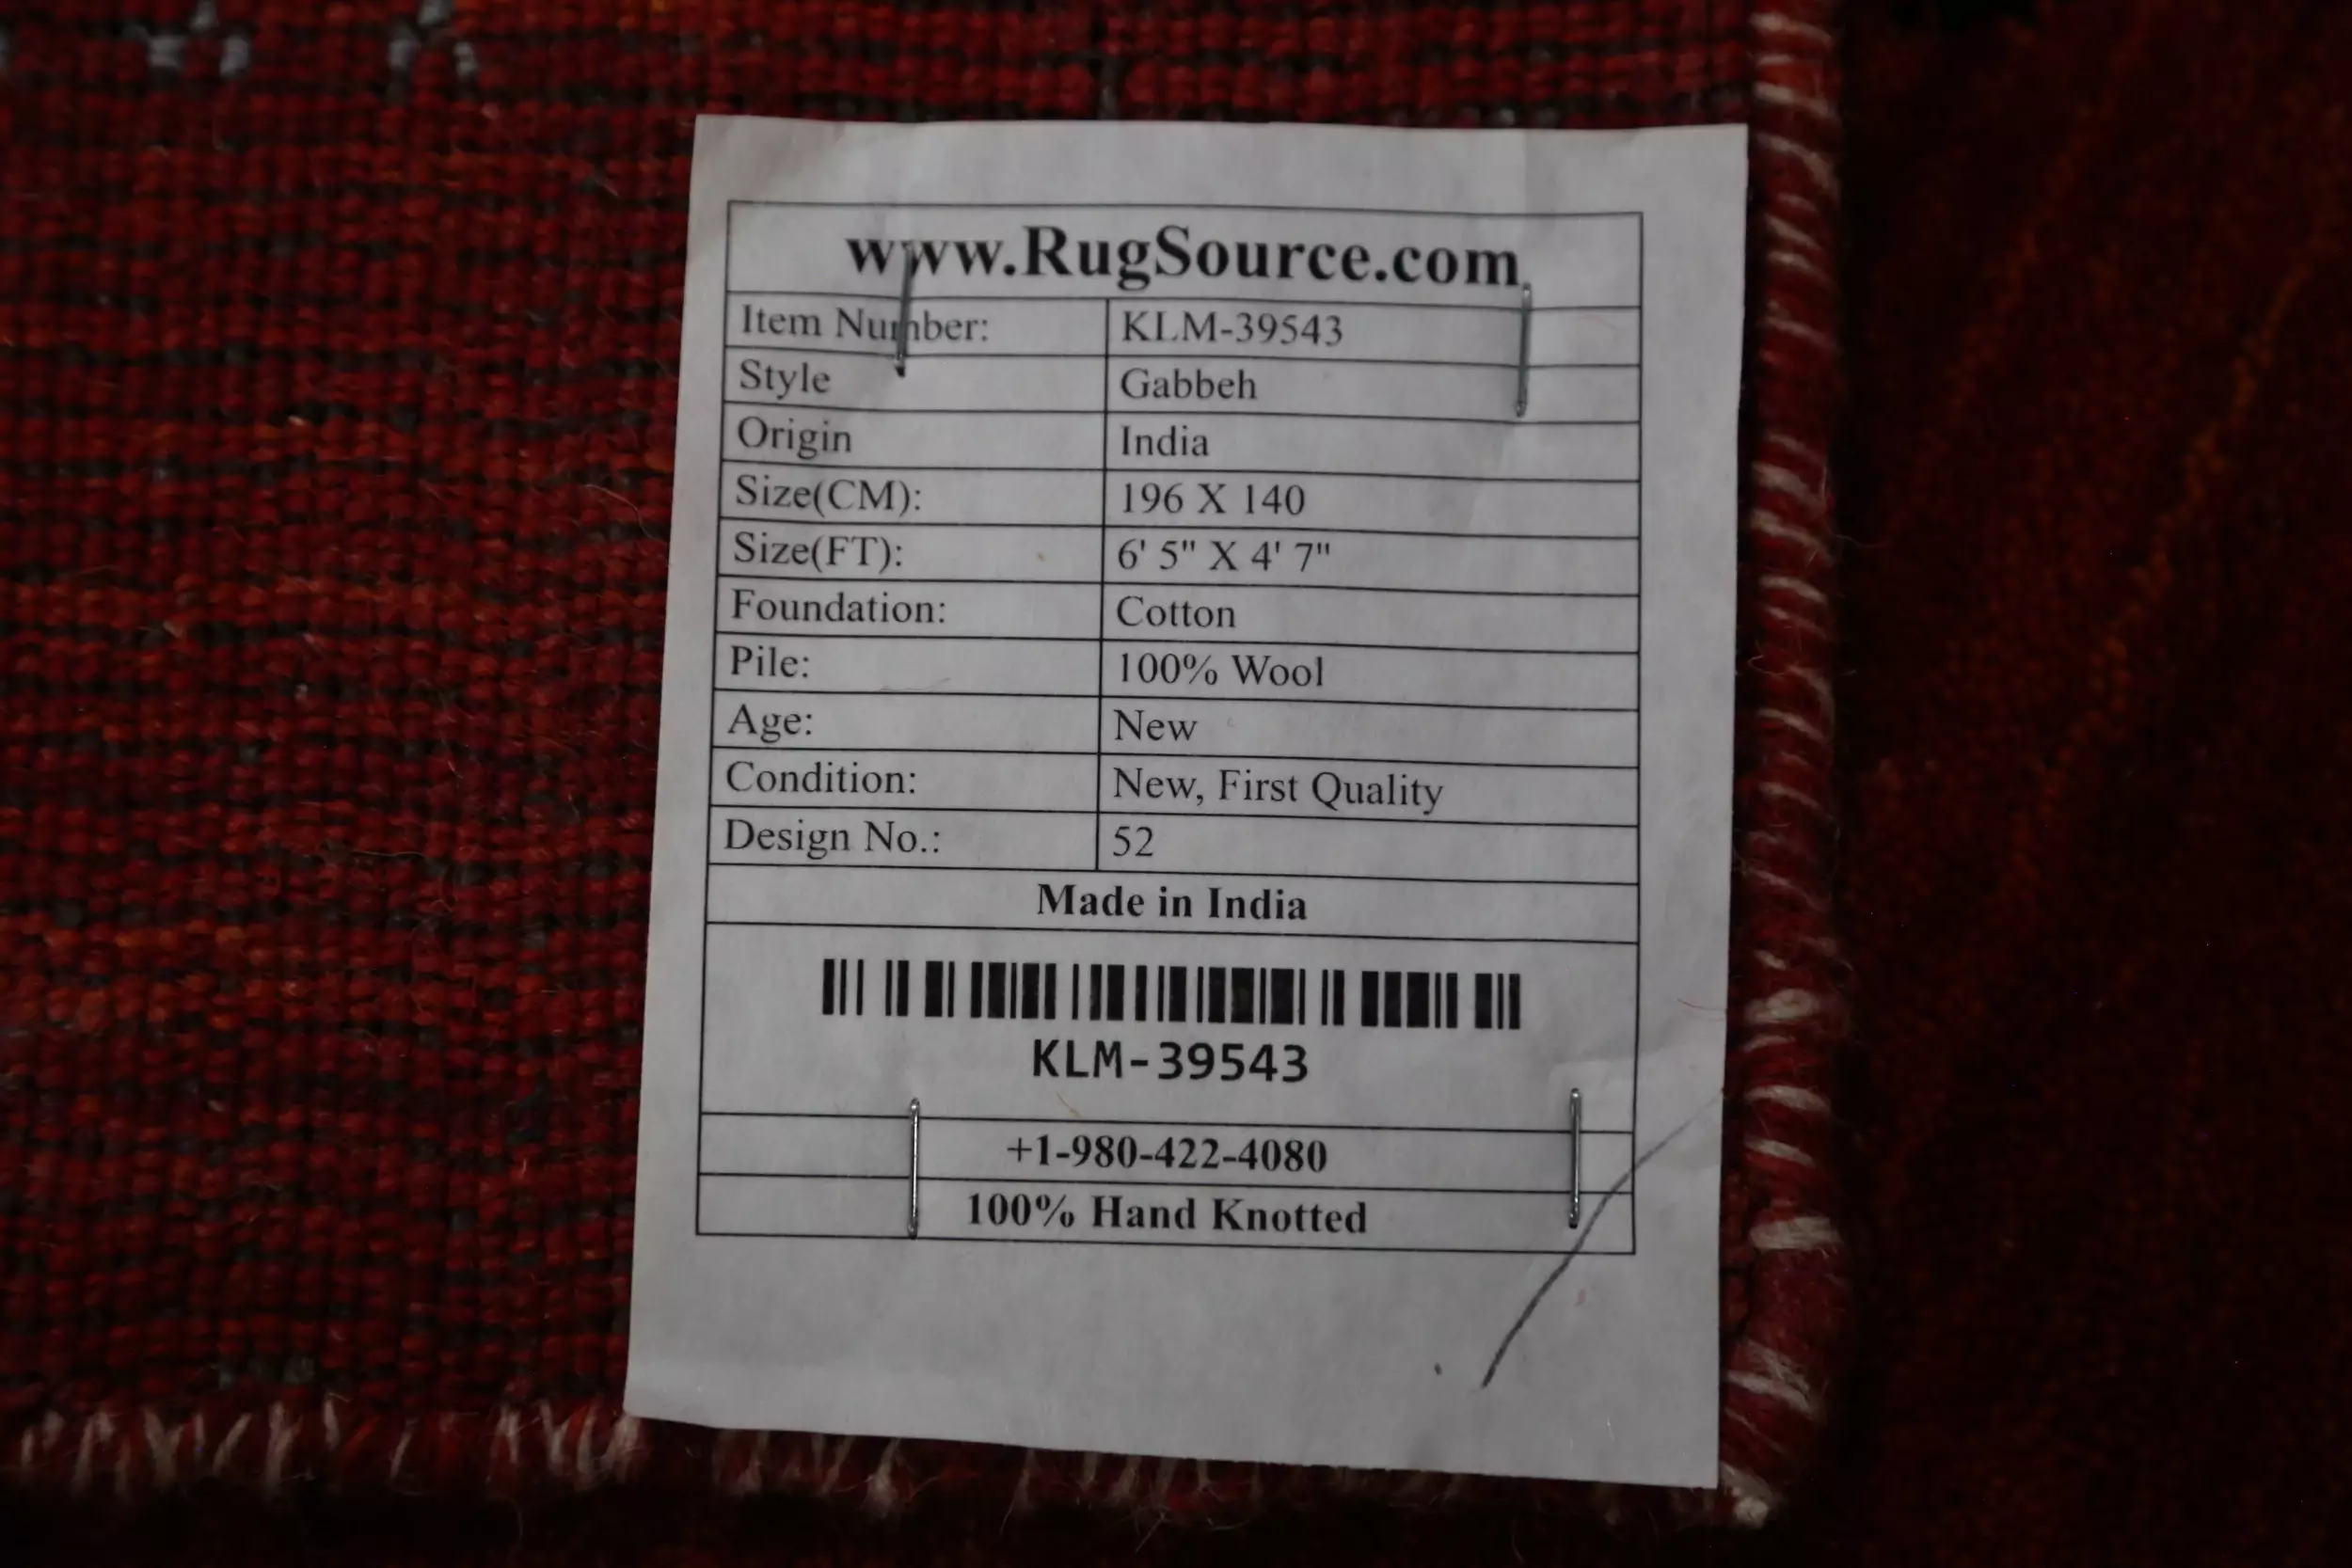 www.RugSource.com
Item Number: KLM-39543
Style Gabbeh
Origin India
Size(CM): 196 X 140
Size(FT): 6' 5" X 4' 7"
Foundation: Cotton
Pile: 100% Wool
Age: New
Condition: New, First Quality
Design No.: 52
Made in India
KLM-39543
+1-980-422-4080
100% Hand Knotted